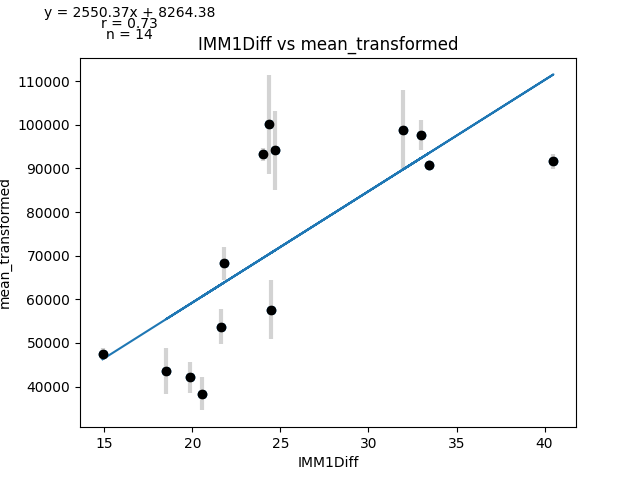 y = 2550.37x + 8264.38
r = 0.73
n = 14
IMM1Diff vs mean_transformed
mean_transformed
110000
100000
90000
80000
70000
60000
50000
40000
15 20 25 30 35 40
IMM1Diff